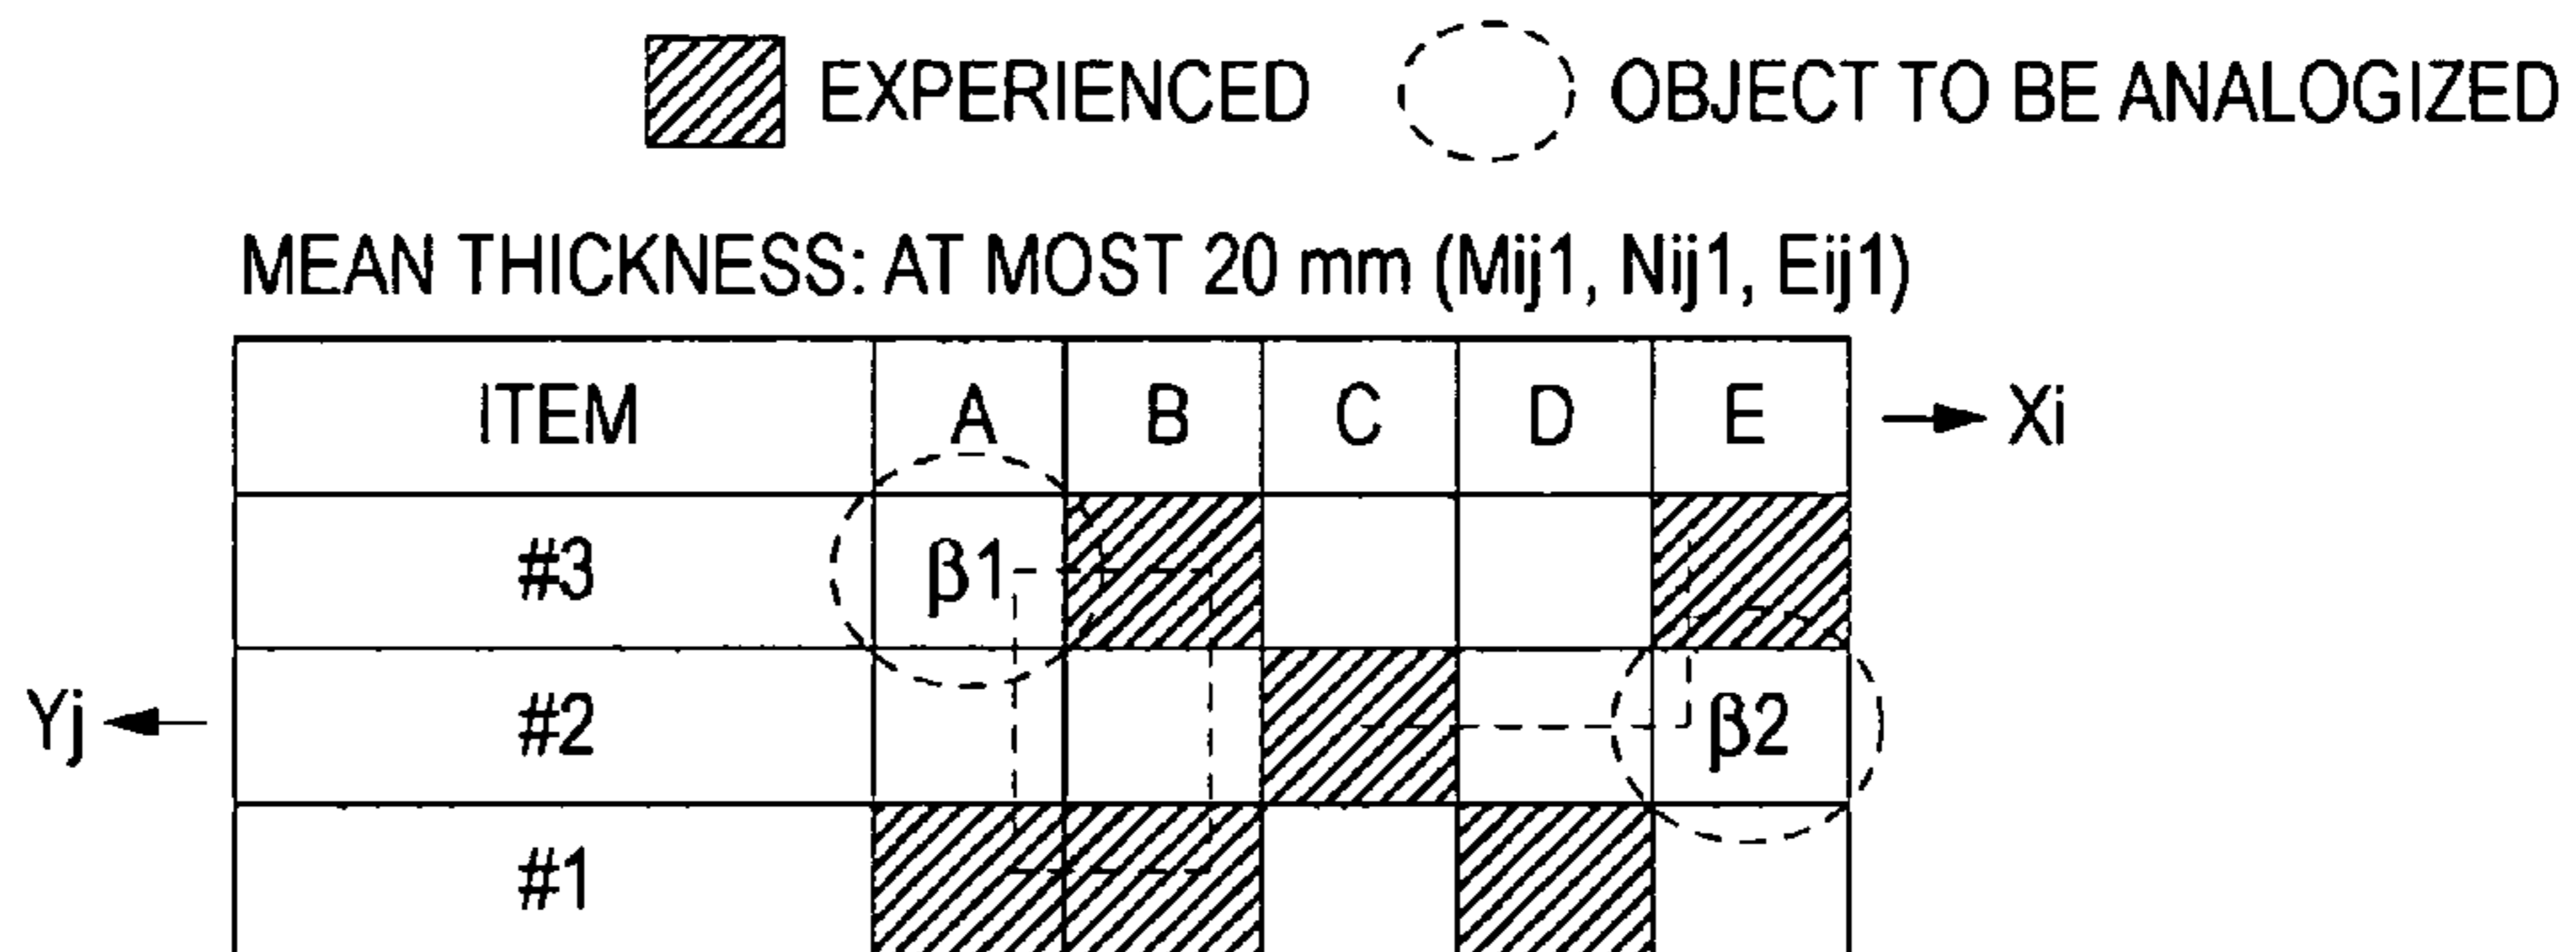 EXPERIENCED OBJECT TO BE ANALOGIZED
MEAN THICKNESS: AT MOST 20 mm (Mij1, Nij1, Eij1)
ITEM A B C D E Xi
#3 β1
Yj #2 β2
#1